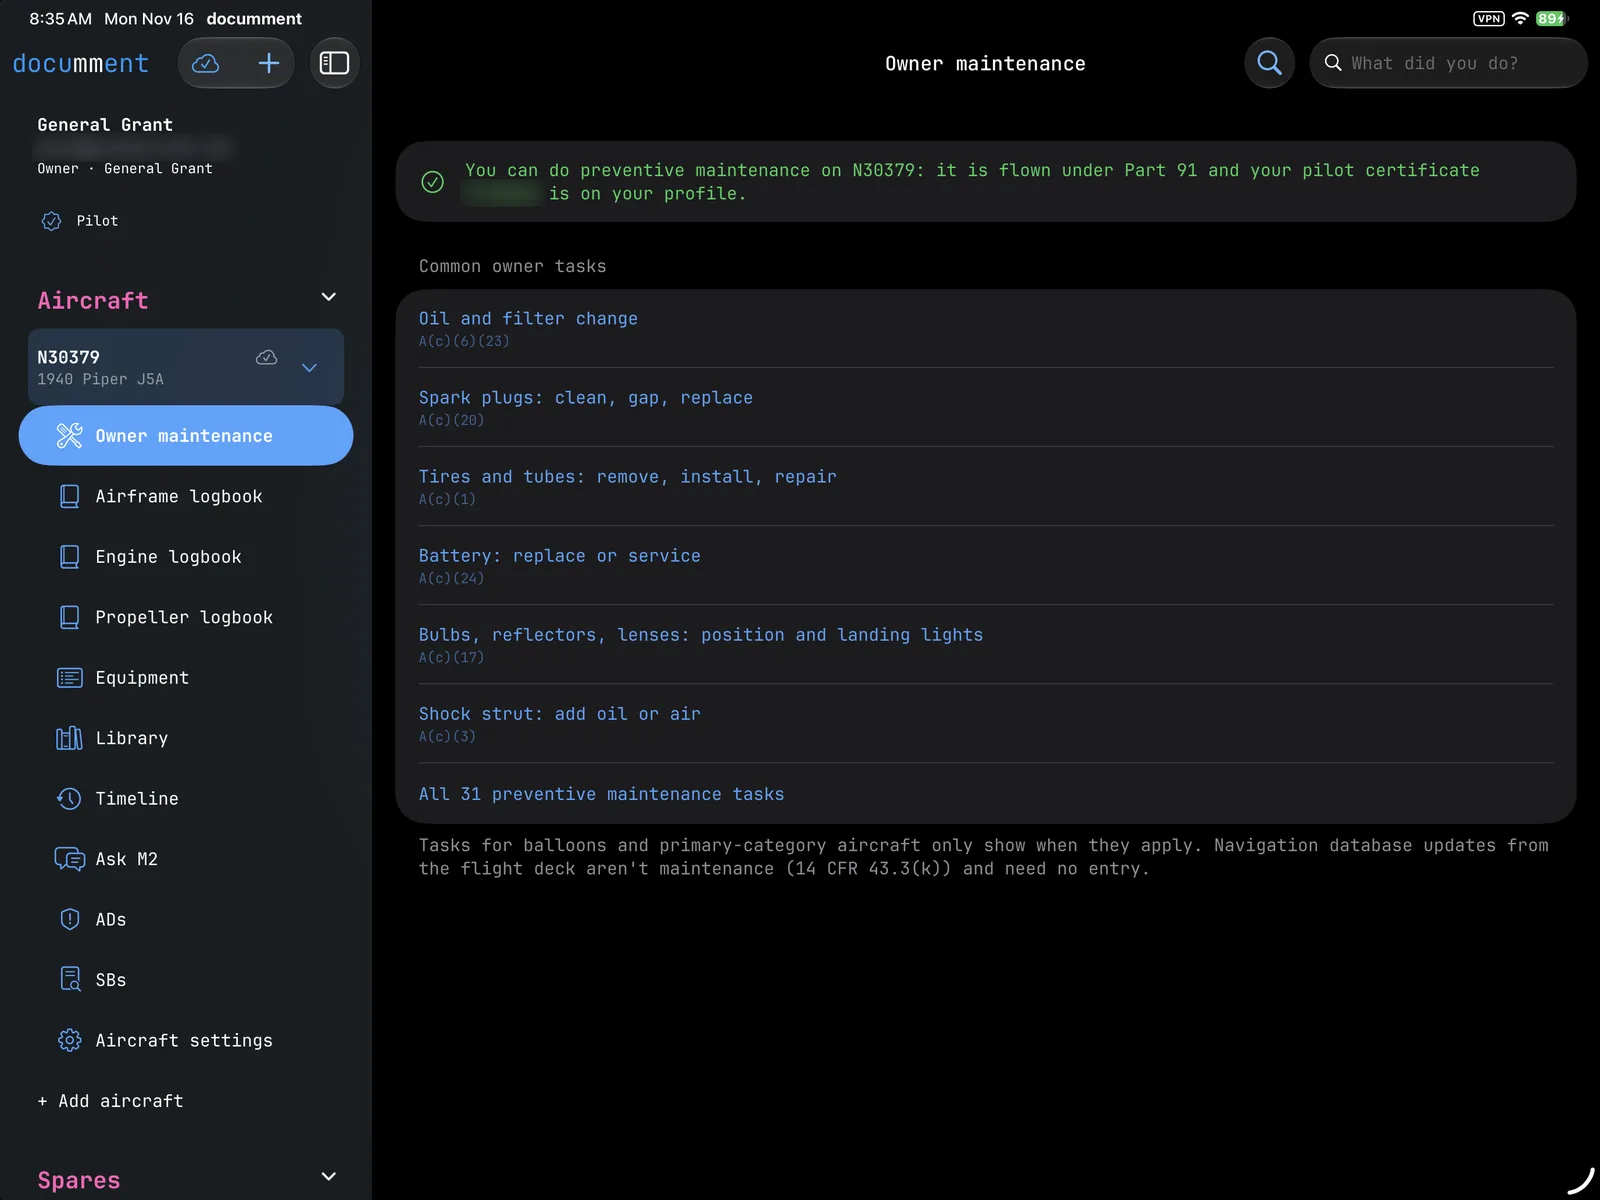 8:35 AM Mon Nov 16 documment
VPN 89
documment
Owner maintenance
What did you do?
General Grant
Owner · General Grant
Pilot
Aircraft
N30379
1940 Piper J5A
Owner maintenance
Airframe logbook
Engine logbook
Propeller logbook
Equipment
Library
Timeline
Ask M2
ADs
SBs
Aircraft settings
+ Add aircraft
Spares
You can do preventive maintenance on N30379: it is flown under Part 91 and your pilot certificate
is on your profile.
Common owner tasks
Oil and filter change
A(c)(6)(23)
Spark plugs: clean, gap, replace
A(c)(20)
Tires and tubes: remove, install, repair
A(c)(1)
Battery: replace or service
A(c)(24)
Bulbs, reflectors, lenses: position and landing lights
A(c)(17)
Shock strut: add oil or air
A(c)(3)
All 31 preventive maintenance tasks
Tasks for balloons and primary-category aircraft only show when they apply. Navigation database updates from
the flight deck aren't maintenance (14 CFR 43.3(k)) and need no entry.